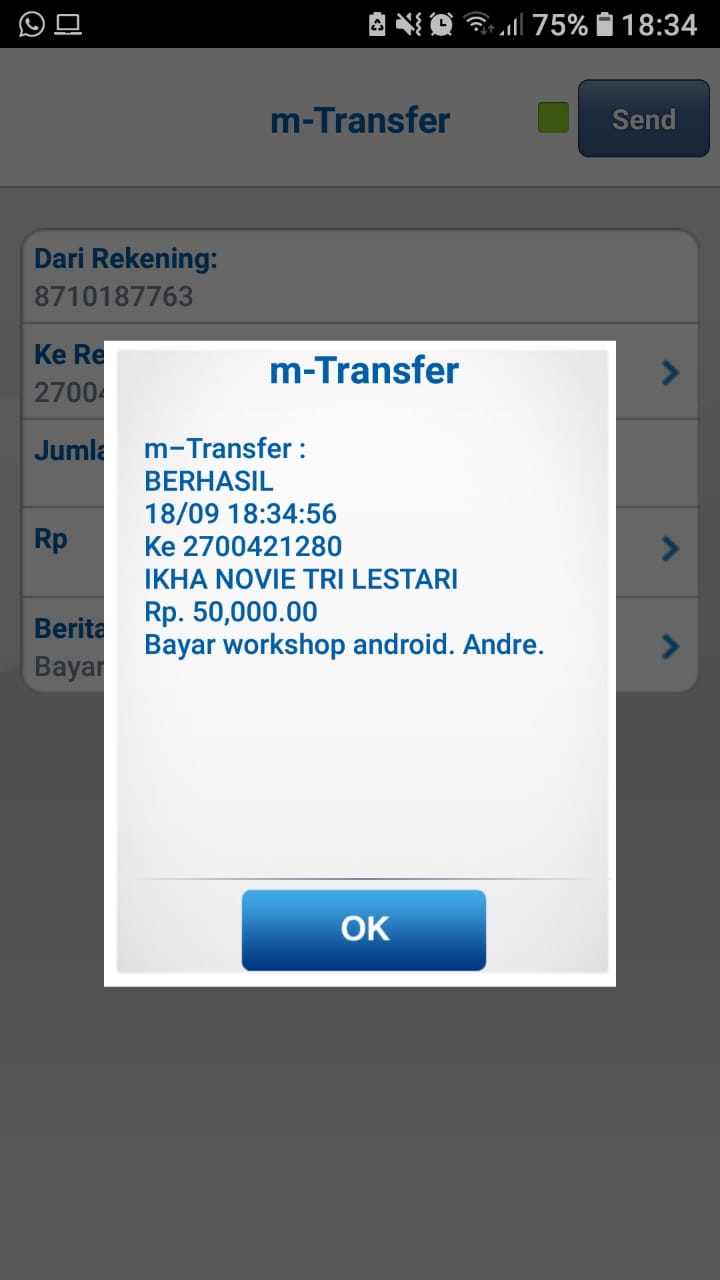 75% 18:34
m-Transfer
Send
Dari Rekening:
8710187763
Ke Re
2700
Jumla
Rp
Berita
Bayar
m-Transfer
m-Transfer :
BERHASIL
18/09 18:34:56
Ke 2700421280
IKHA NOVIE TRI LESTARI
Rp. 50,000.00
Bayar workshop android. Andre.
OK